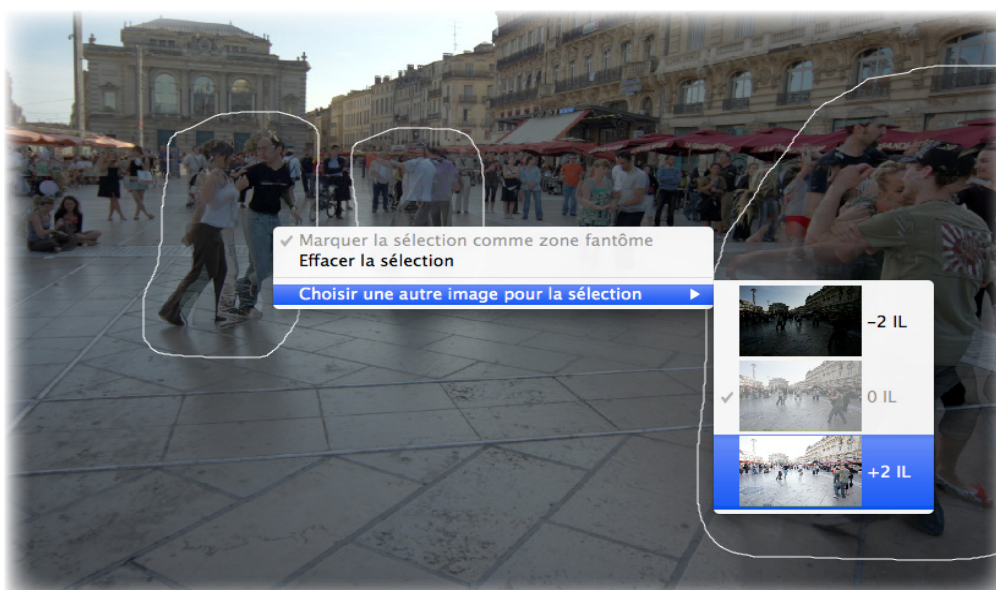 ✓ Marquer la sélection comme zone fantôme
Effacer la sélection
Choisir une autre image pour la sélection ▶
−2 IL
✓ 0 IL
+2 IL